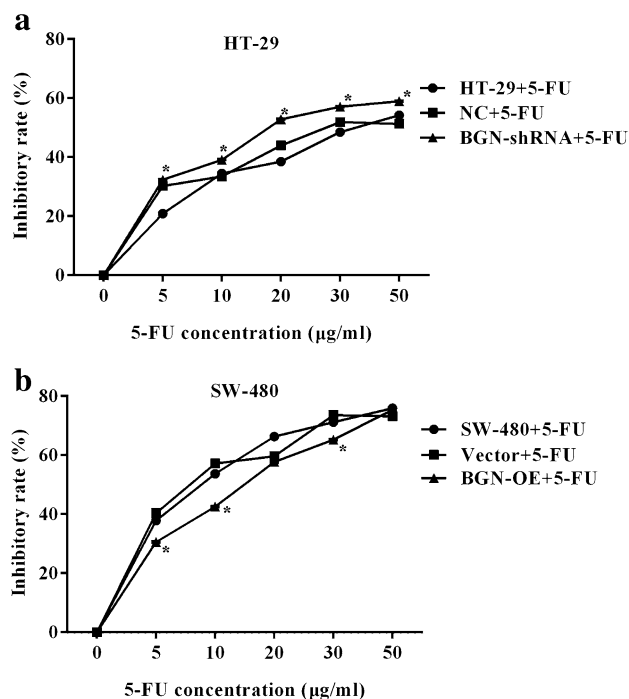 a
HT-29
80
60
40
20
0
Inhibitory rate (%)
*
*
*
*
*
HT-29+5-FU
NC+5-FU
BGN-shRNA+5-FU
0 5 10 20 30 50
5-FU concentration (µg/ml)
b
SW-480
80
60
40
20
0
Inhibitory rate (%)
*
*
*
SW-480+5-FU
Vector+5-FU
BGN-OE+5-FU
0 5 10 20 30 50
5-FU concentration (µg/ml)